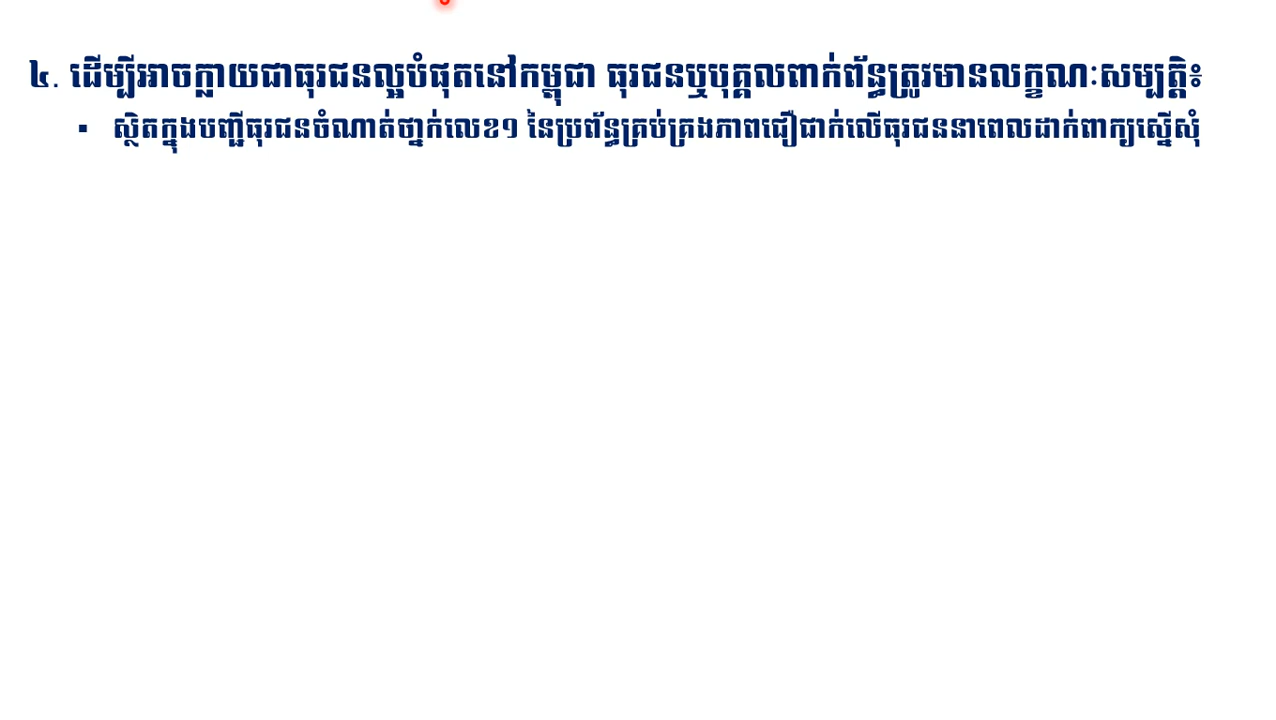 ៤. ដើម្បីអាចក្លាយជាធុរជនល្អបំផុតនៅកម្ពុជា ធុរជនឬបុគ្គលពាក់ព័ន្ធត្រូវមានលក្ខណៈសម្បត្តិ៖
▪ ស្ថិតក្នុងបញ្ជីធុរជនចំណាត់ថ្នាក់លេខ១ នៃប្រព័ន្ធគ្រប់គ្រងភាពជឿជាក់លើធុរជននាពេលដាក់ពាក្យស្នើសុំ